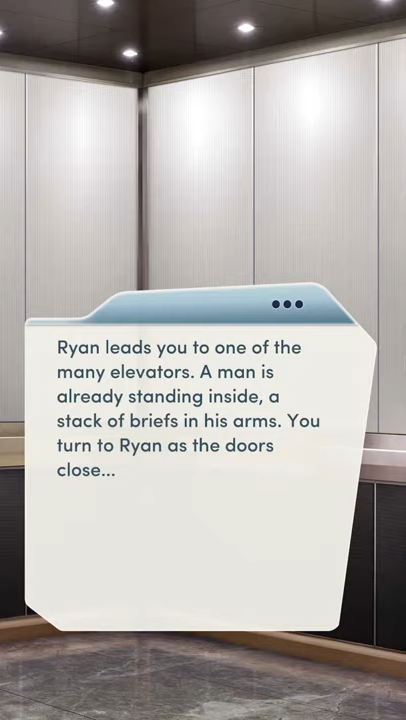 Ryan leads you to one of the
many elevators. A man is
already standing inside, a
stack of briefs in his arms. You
turn to Ryan as the doors
close...